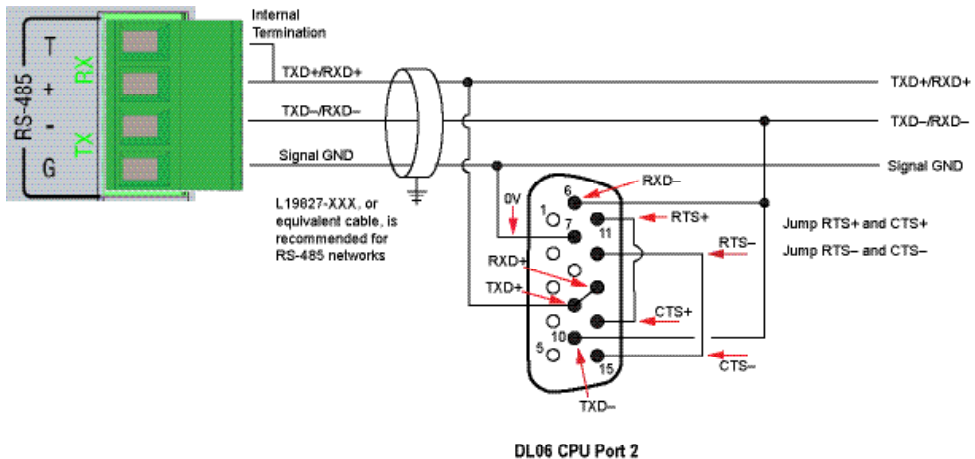 Internal
Termination
T
RX
TXD+/RXD+
TXD+/RXD+
+
RS-485
TXD–/RXD–
TXD–/RXD–
-
TX
Signal GND
Signal GND
G
L19827-XXX, or
equivalent cable, is
recommended for
RS-485 networks
6
RXD–
0V
1
11
RTS+
Jump RTS+ and CTS+
7
RTS–
Jump RTS– and CTS–
RXD+
TXD+
CTS+
10
5
15
CTS–
TXD–
DL06 CPU Port 2